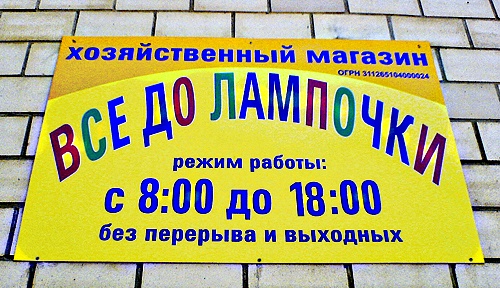 хозяйственный магазин
ОГРН 311265104000024
ВСЕ ДО ЛАМПОЧКИ
режим работы:
с 8:00 до 18:00
без перерыва и выходных